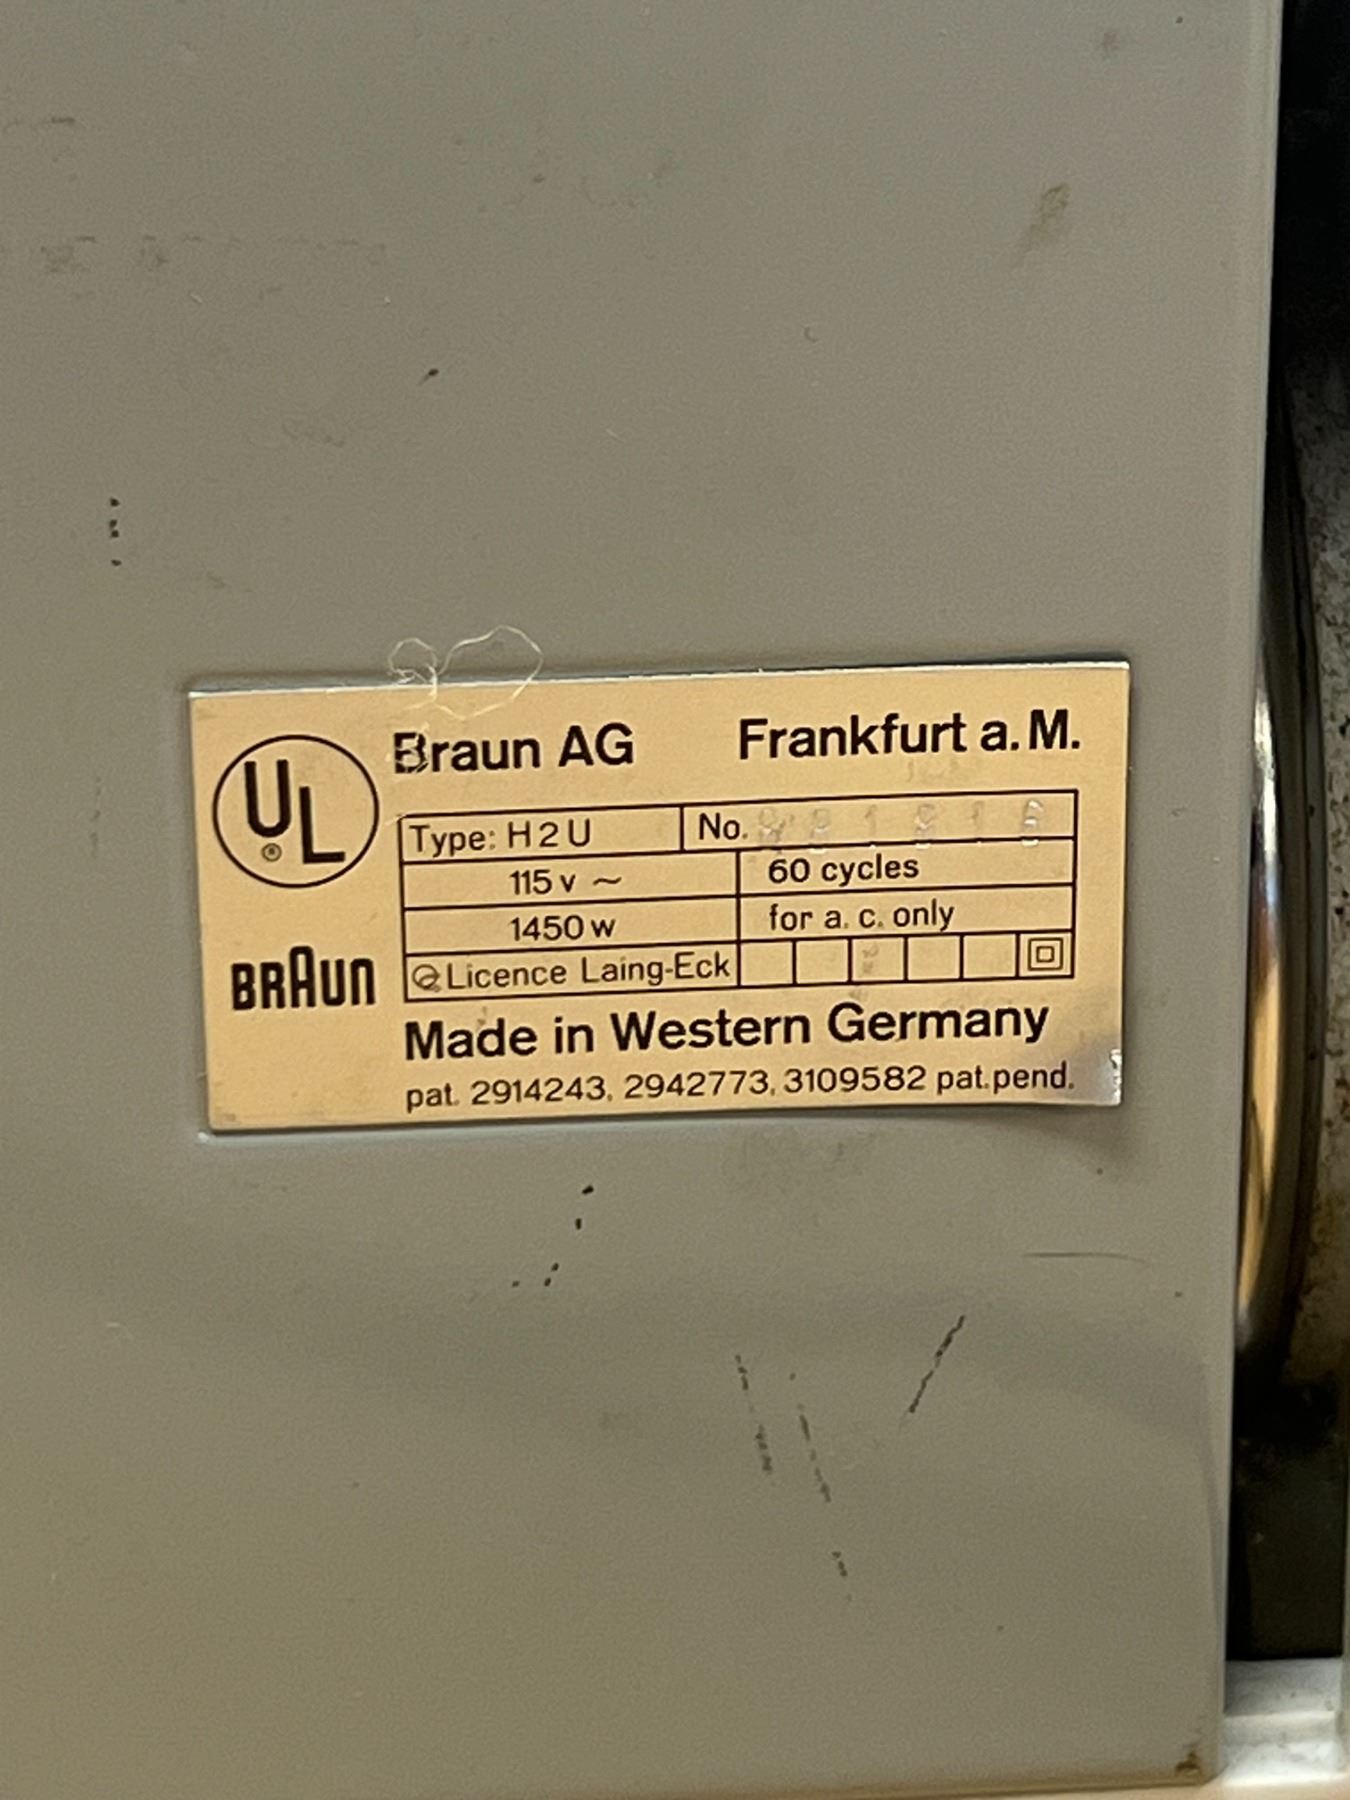 UL
®
Braun AG Frankfurt a.M.
Type: H2U No.
115 v ~ 60 cycles
1450 w for a.c. only
Licence Laing-Eck
BRAUN
Made in Western Germany
pat. 2914243, 2942773, 3109582 pat.pend.